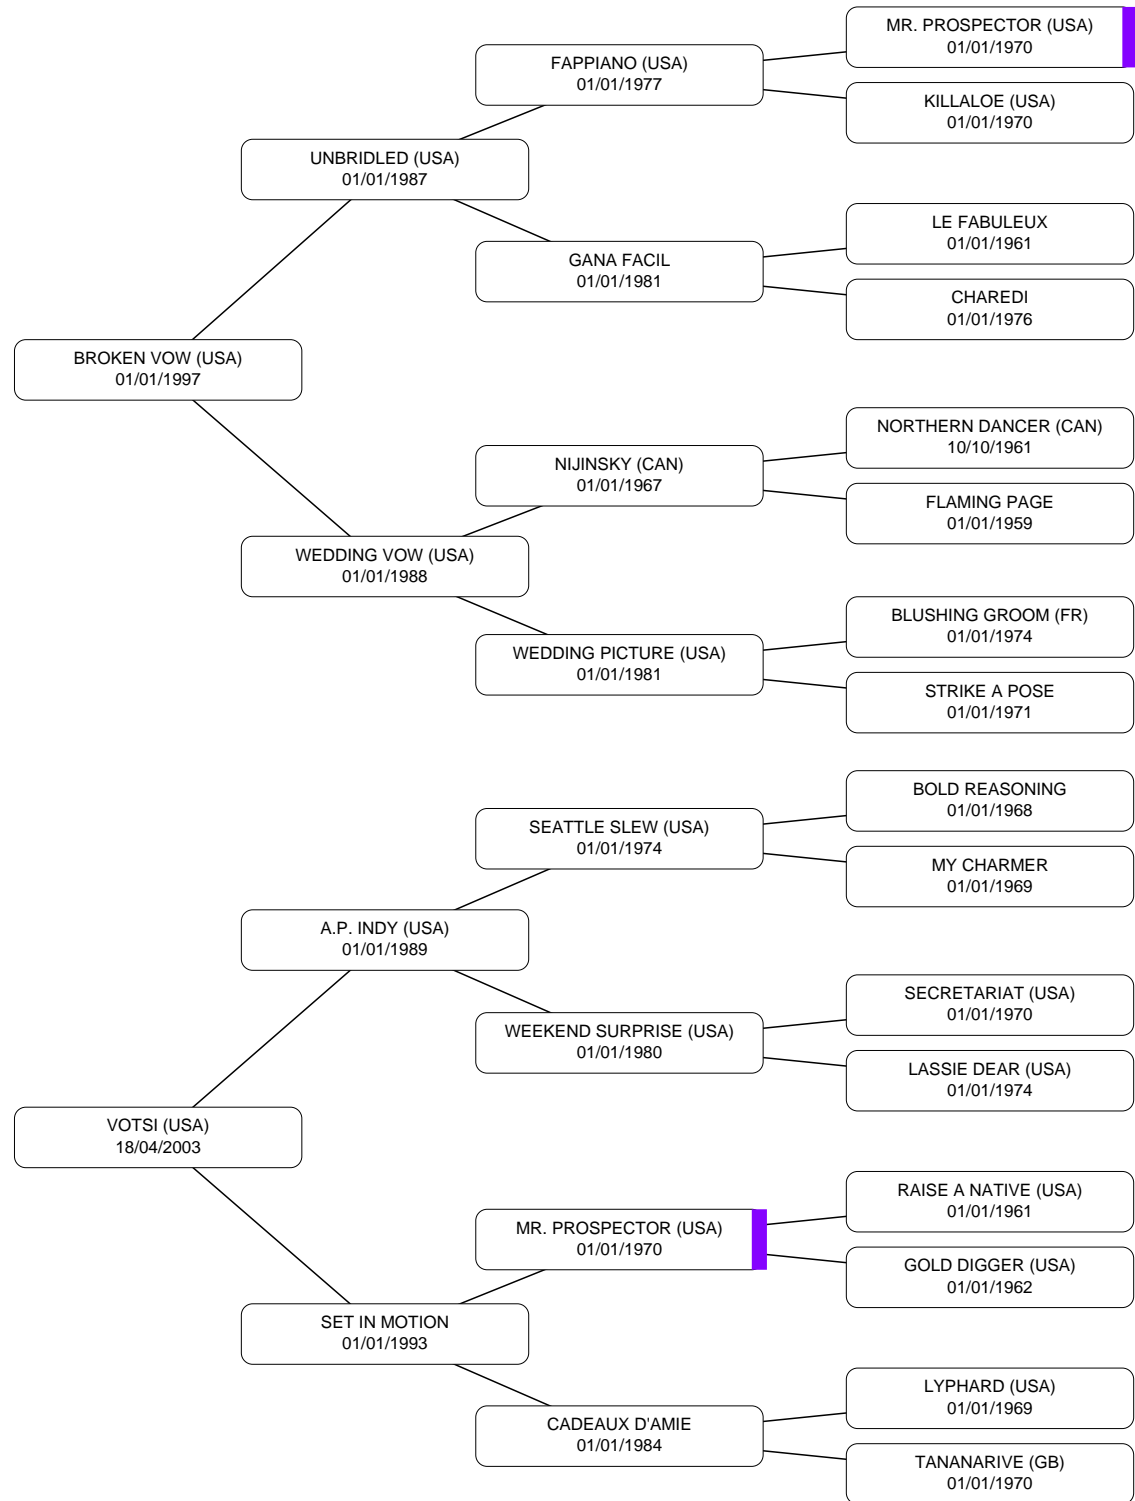 MR. PROSPECTOR (USA)
01/01/1970
FAPPIANO (USA)
01/01/1977
KILLALOE (USA)
01/01/1970
UNBRIDLED (USA)
01/01/1987
LE FABULEUX
01/01/1961
GANA FACIL
01/01/1981
CHAREDI
01/01/1976
BROKEN VOW (USA)
01/01/1997
NORTHERN DANCER (CAN)
10/10/1961
NIJINSKY (CAN)
01/01/1967
FLAMING PAGE
01/01/1959
WEDDING VOW (USA)
01/01/1988
BLUSHING GROOM (FR)
01/01/1974
WEDDING PICTURE (USA)
01/01/1981
STRIKE A POSE
01/01/1971
BOLD REASONING
01/01/1968
SEATTLE SLEW (USA)
01/01/1974
MY CHARMER
01/01/1969
A.P. INDY (USA)
01/01/1989
SECRETARIAT (USA)
01/01/1970
WEEKEND SURPRISE (USA)
01/01/1980
LASSIE DEAR (USA)
01/01/1974
VOTSI (USA)
18/04/2003
RAISE A NATIVE (USA)
01/01/1961
MR. PROSPECTOR (USA)
01/01/1970
GOLD DIGGER (USA)
01/01/1962
SET IN MOTION
01/01/1993
LYPHARD (USA)
01/01/1969
CADEAUX D'AMIE
01/01/1984
TANANARIVE (GB)
01/01/1970